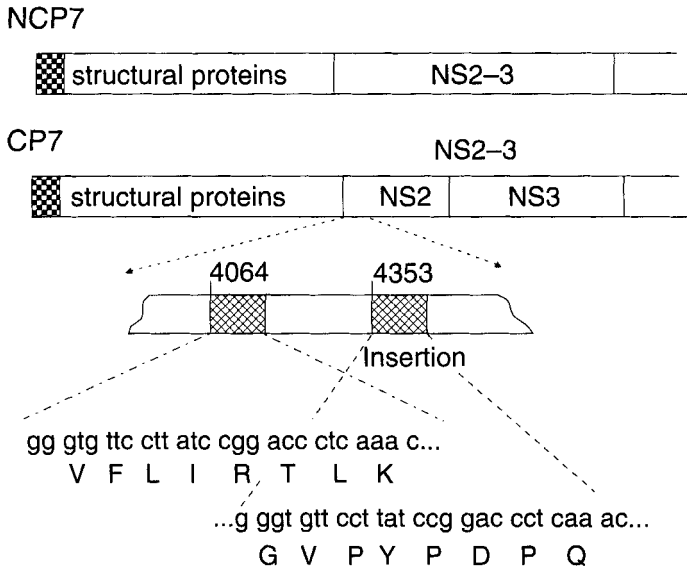 NCP7
structural proteins NS2–3
CP7
NS2–3
structural proteins NS2 NS3
4064 4353
Insertion
gg gtg ttc ctt atc cgg acc ctc aaa c...
V F L I R T L K
...g ggt gtt cct tat ccg gac cct caa ac...
G V P Y P D P Q